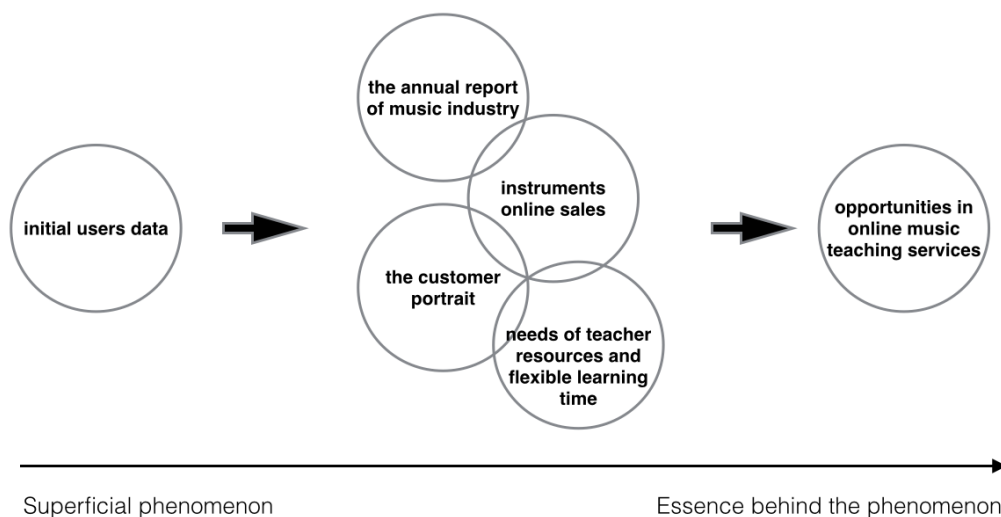 initial users data
the annual report
of music industry
instruments
online sales
the customer
portrait
needs of teacher
resources and
flexible learning
time
opportunities in
online music
teaching services
Superficial phenomenon
Essence behind the phenomenon